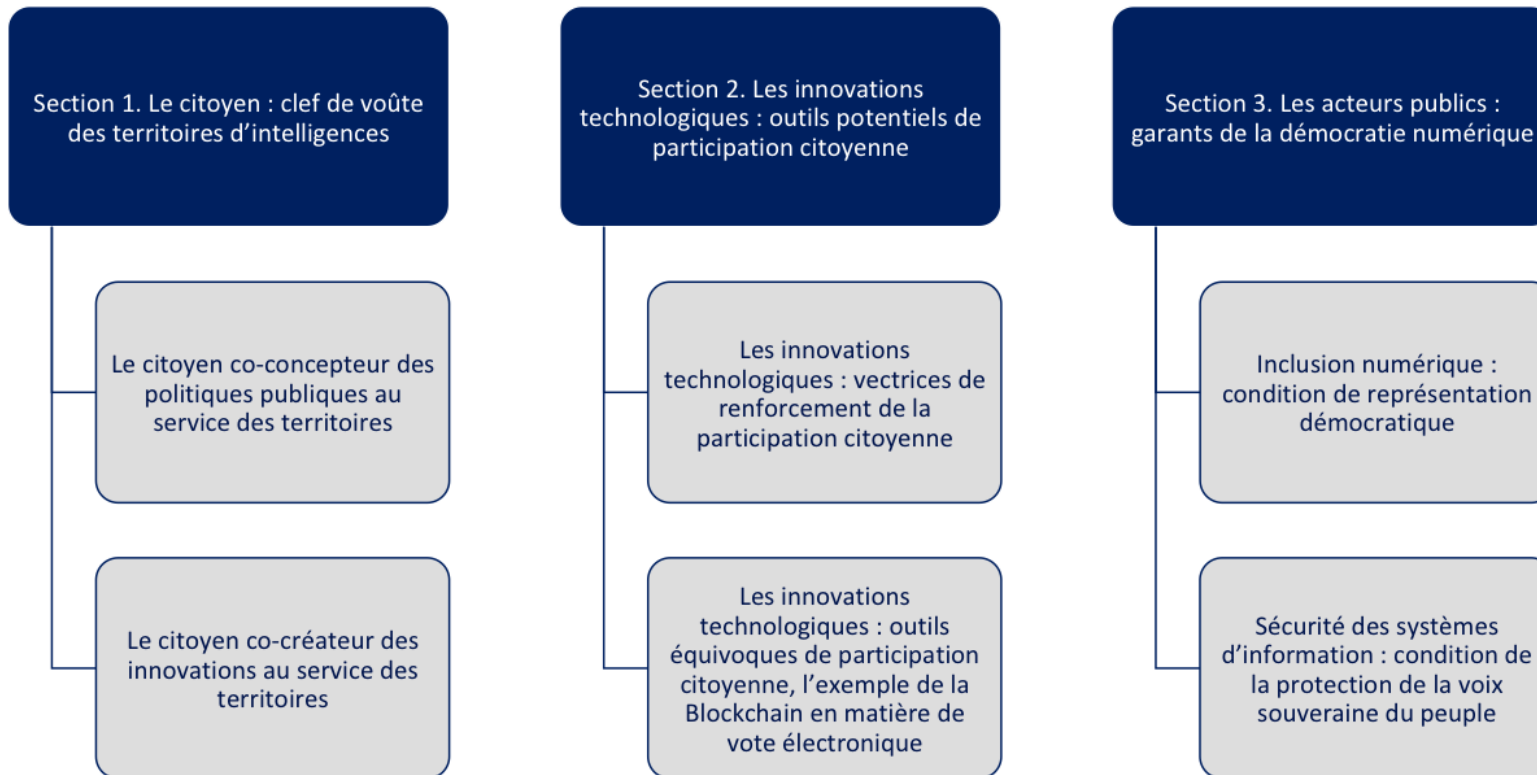 Section 1. Le citoyen : clef de voûte
des territoires d’intelligences
Le citoyen co-concepteur des
politiques publiques au
service des territoires
Le citoyen co-créateur des
innovations au service des
territoires
Section 2. Les innovations
technologiques : outils potentiels de
participation citoyenne
Les innovations
technologiques : vectrices de
renforcement de la
participation citoyenne
Les innovations
technologiques : outils
équivoques de participation
citoyenne, l’exemple de la
Blockchain en matière de
vote électronique
Section 3. Les acteurs publics :
garants de la démocratie numérique
Inclusion numérique :
condition de représentation
démocratique
Sécurité des systèmes
d’information : condition de
la protection de la voix
souveraine du peuple